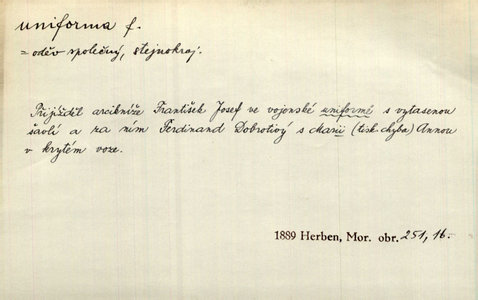 uniforma f.
= oděv společný, stejnokroj.
Přijížděl arcikníže František Josef ve vojenské uniformě s vytasenou
šavlí a za ním Ferdinand Dobrotivý s Marií (tisk. chyba) Annou
v krytém voze.
1889 Herben, Mor. obr. 251, 16.